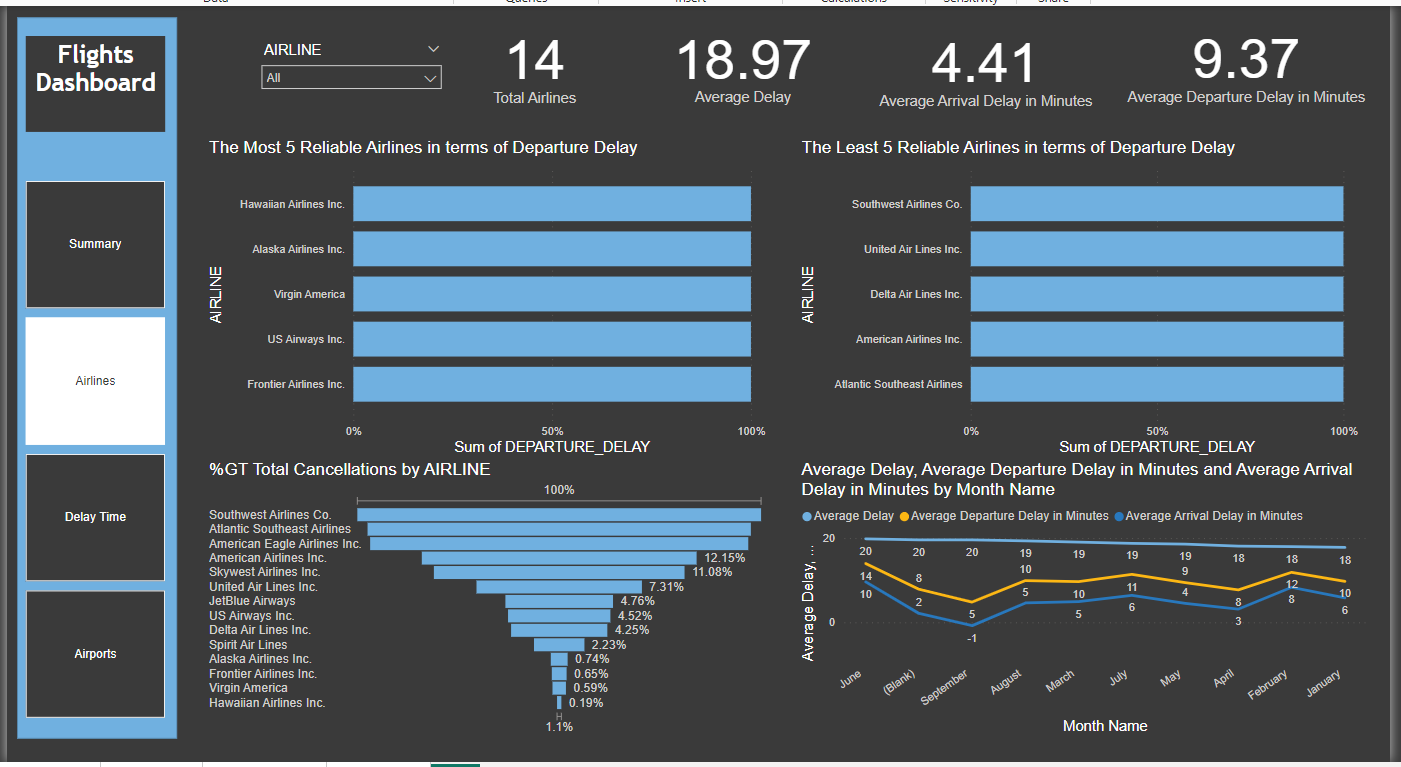 Data
Queries
Insert
Calculations
Sensitivity
Share
Flights
Dashboard
Summary
Airlines
Delay Time
Airports
AIRLINE
All
14
Total Airlines
18.97
Average Delay
4.41
Average Arrival Delay in Minutes
9.37
Average Departure Delay in Minutes
The Most 5 Reliable Airlines in terms of Departure Delay
AIRLINE
Hawaiian Airlines Inc.
Alaska Airlines Inc.
Virgin America
US Airways Inc.
Frontier Airlines Inc.
0% 50% 100%
Sum of DEPARTURE_DELAY
The Least 5 Reliable Airlines in terms of Departure Delay
AIRLINE
Southwest Airlines Co.
United Air Lines Inc.
Delta Air Lines Inc.
American Airlines Inc.
Atlantic Southeast Airlines
0% 50% 100%
Sum of DEPARTURE_DELAY
%GT Total Cancellations by AIRLINE
100%
Southwest Airlines Co.
Atlantic Southeast Airlines
American Eagle Airlines Inc.
American Airlines Inc. 12.15%
Skywest Airlines Inc. 11.08%
United Air Lines Inc. 7.31%
JetBlue Airways 4.76%
US Airways Inc. 4.52%
Delta Air Lines Inc. 4.25%
Spirit Air Lines 2.23%
Alaska Airlines Inc. 0.74%
Frontier Airlines Inc. 0.65%
Virgin America 0.59%
Hawaiian Airlines Inc. 0.19%
1.1%
Average Delay, Average Departure Delay in Minutes and Average Arrival
Delay in Minutes by Month Name
Average Delay Average Departure Delay in Minutes Average Arrival Delay in Minutes
Average Delay, ...
20
0
20 20 20 19 19 19 19 18 18 18
14 8 5 10 10 11 9 8 12 10
10 2 -1 5 5 6 4 3 8 6
June (Blank) September August March July May April February January
Month Name